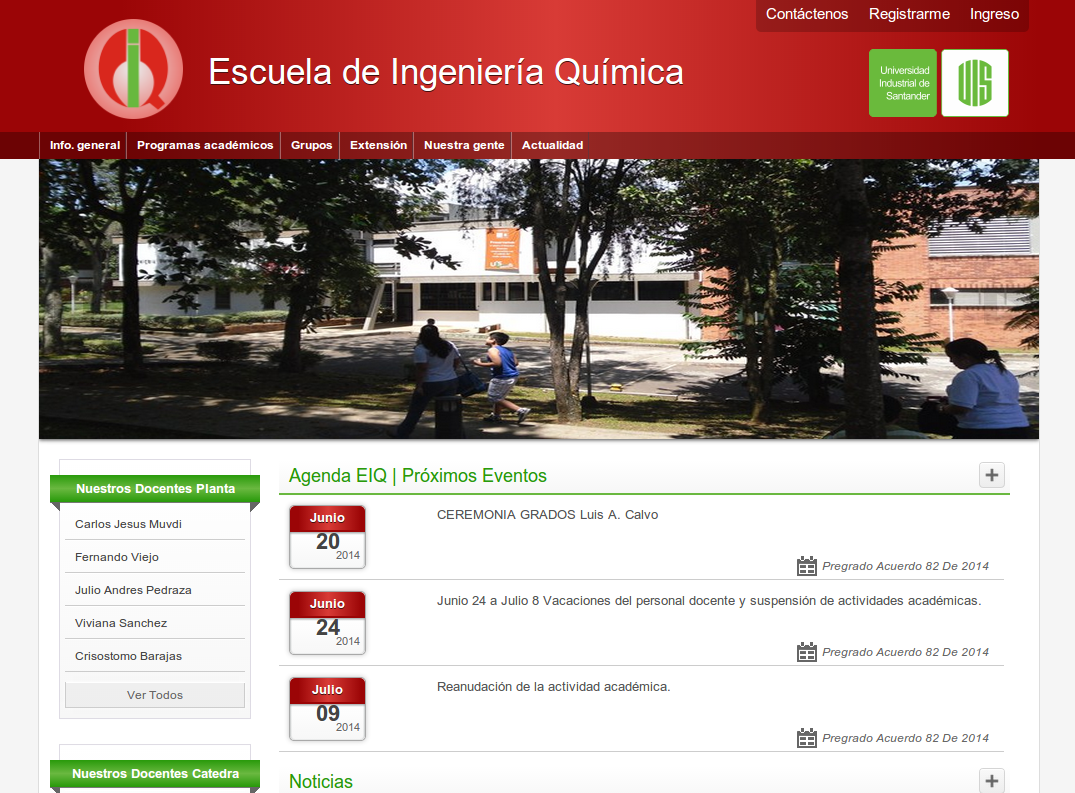 Contáctenos Registrarme Ingreso
Escuela de Ingeniería Química
Universidad
Industrial de
Santander
UIS
Info. general Programas académicos Grupos Extensión Nuestra gente Actualidad
Nuestros Docentes Planta
Carlos Jesus Muvdi
Fernando Viejo
Julio Andres Pedraza
Viviana Sanchez
Crisostomo Barajas
Ver Todos
Nuestros Docentes Catedra
Agenda EIQ | Próximos Eventos
Junio
20
2014
CEREMONIA GRADOS Luis A. Calvo
Pregrado Acuerdo 82 De 2014
Junio
24
2014
Junio 24 a Julio 8 Vacaciones del personal docente y suspensión de actividades académicas.
Pregrado Acuerdo 82 De 2014
Julio
09
2014
Reanudación de la actividad académica.
Pregrado Acuerdo 82 De 2014
Noticias